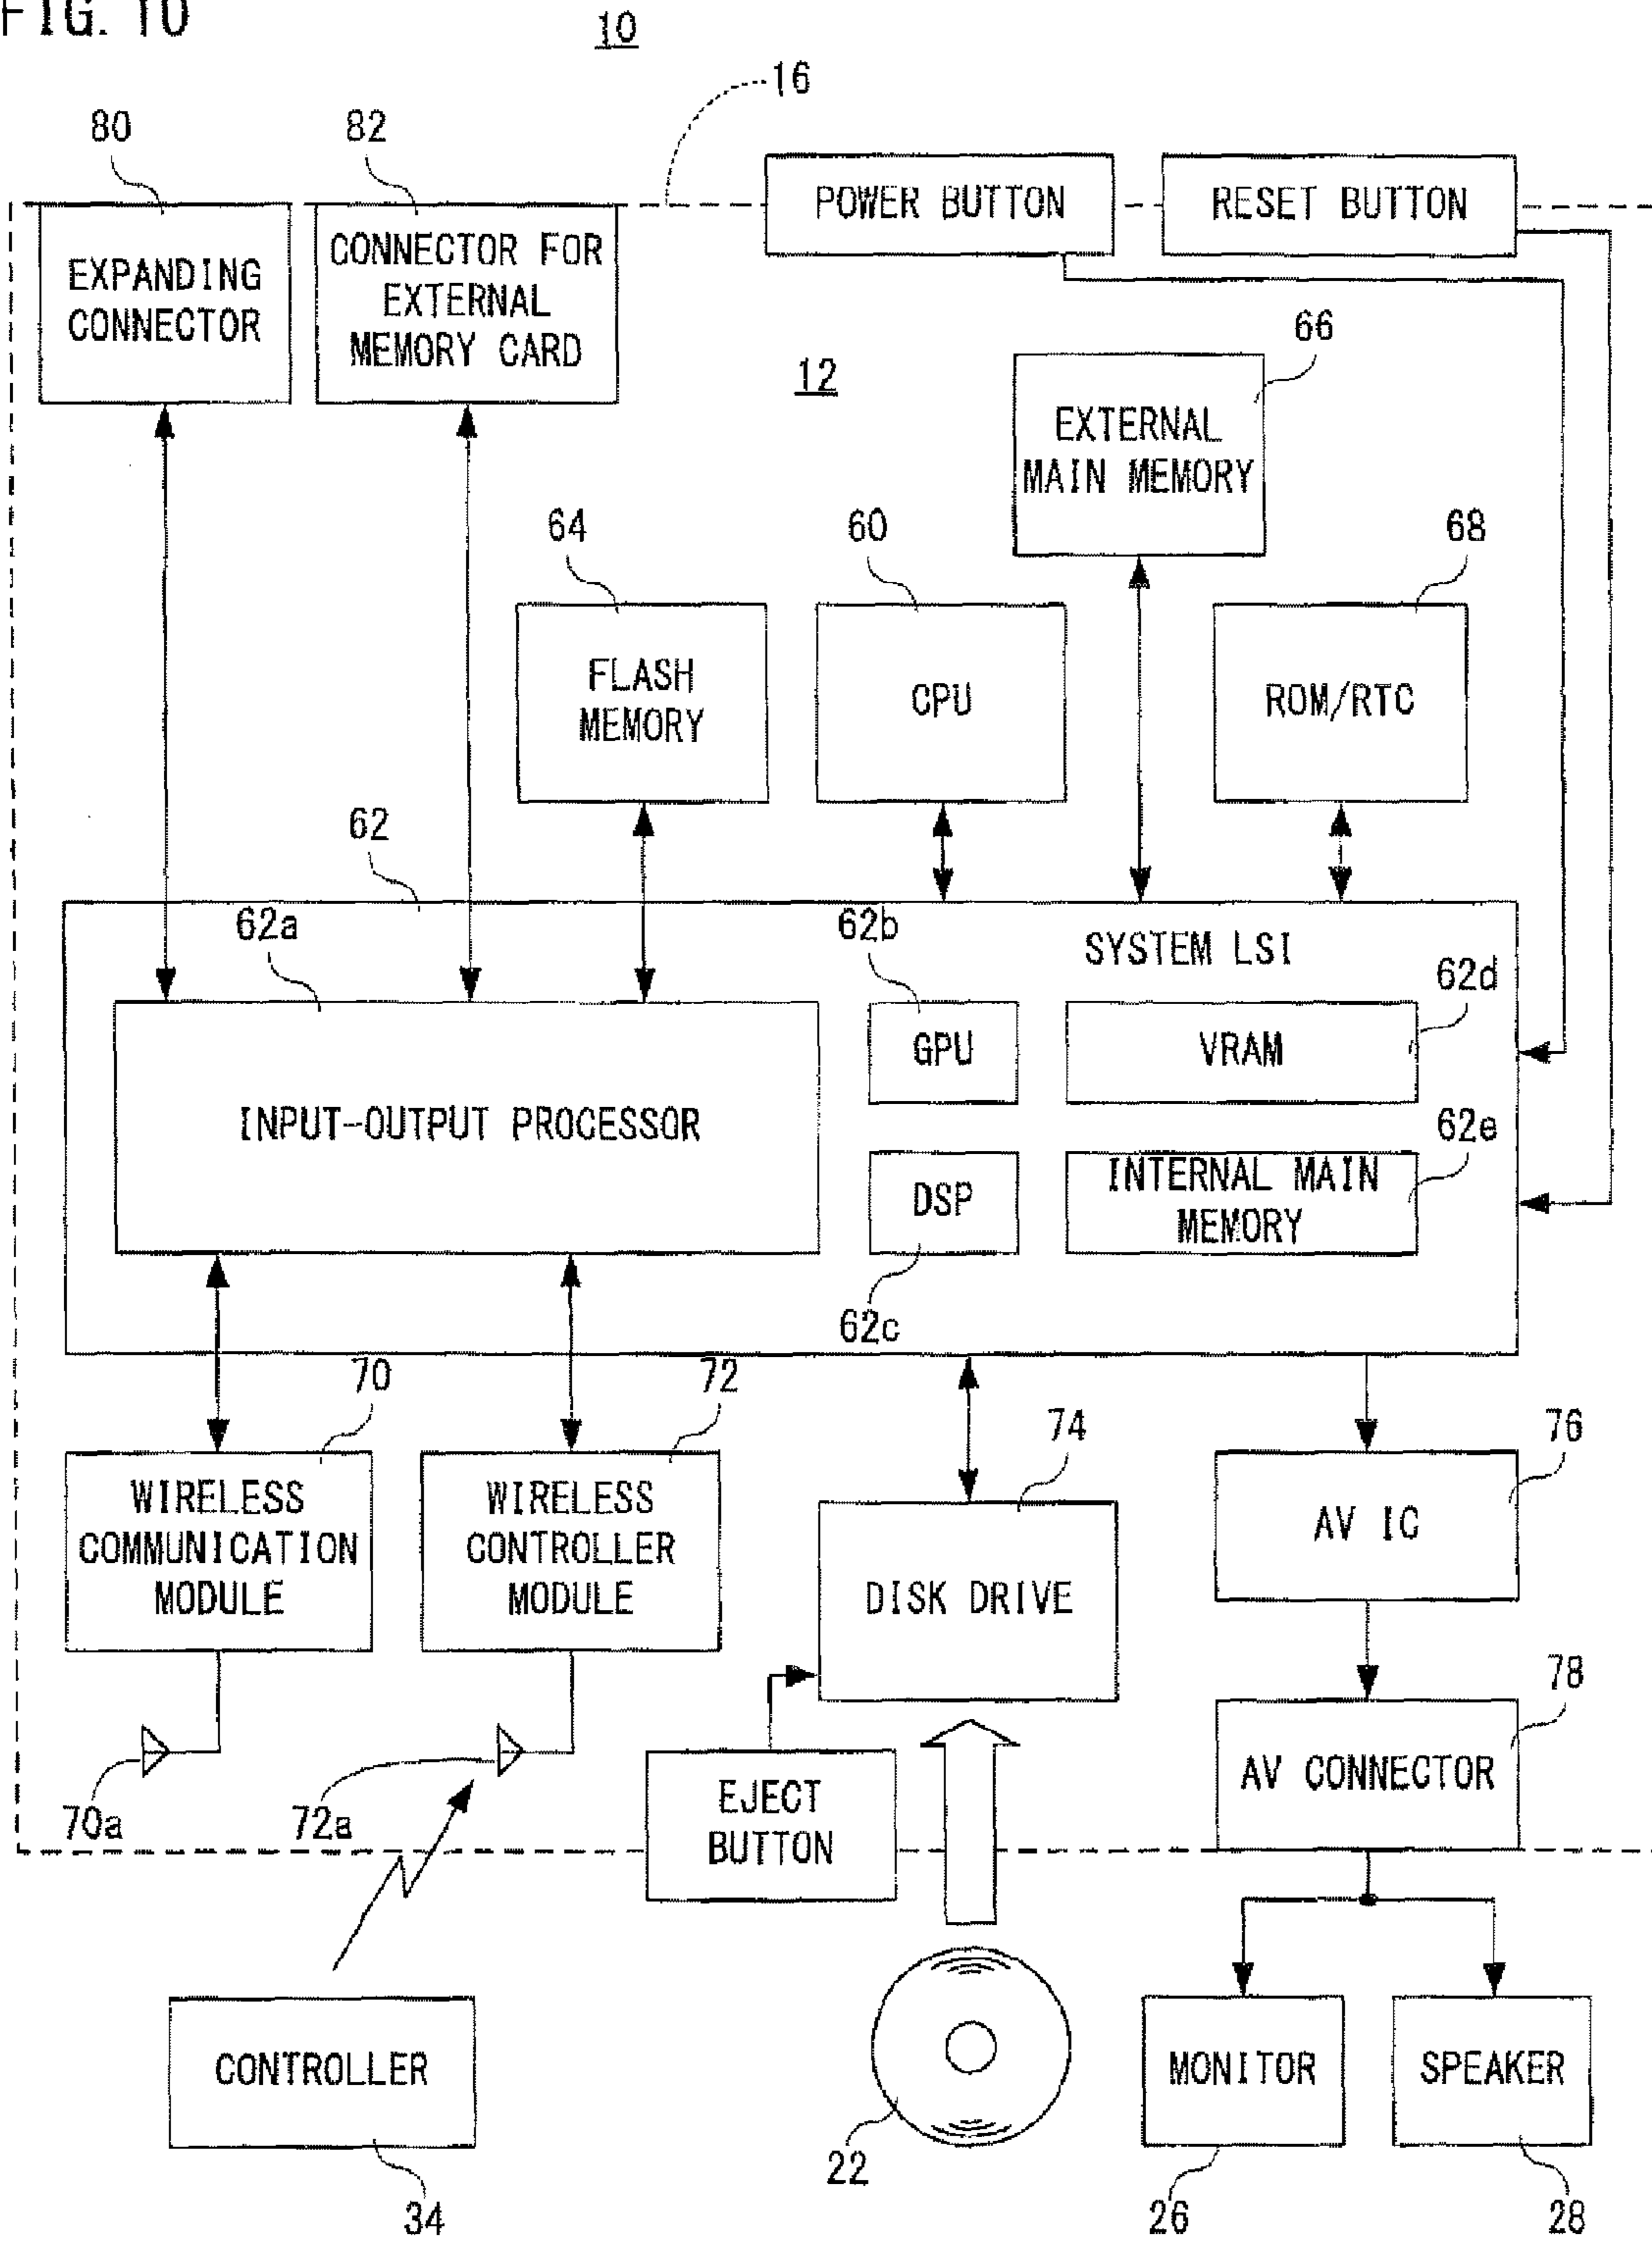 FIG. 10
10
16
80
82
POWER BUTTON
RESET BUTTON
EXPANDING
CONNECTOR
CONNECTOR FOR
EXTERNAL
MEMORY CARD
12
66
EXTERNAL
MAIN MEMORY
64
60
68
FLASH
MEMORY
CPU
ROM/RTC
62
62a
62b
SYSTEM LSI
62d
GPU
VRAM
INPUT-OUTPUT PROCESSOR
62e
DSP
INTERNAL MAIN
MEMORY
62c
70
72
74
76
WIRELESS
COMMUNICATION
MODULE
WIRELESS
CONTROLLER
MODULE
DISK DRIVE
AV IC
78
70a
72a
EJECT
BUTTON
AV CONNECTOR
CONTROLLER
MONITOR
SPEAKER
34
22
26
28